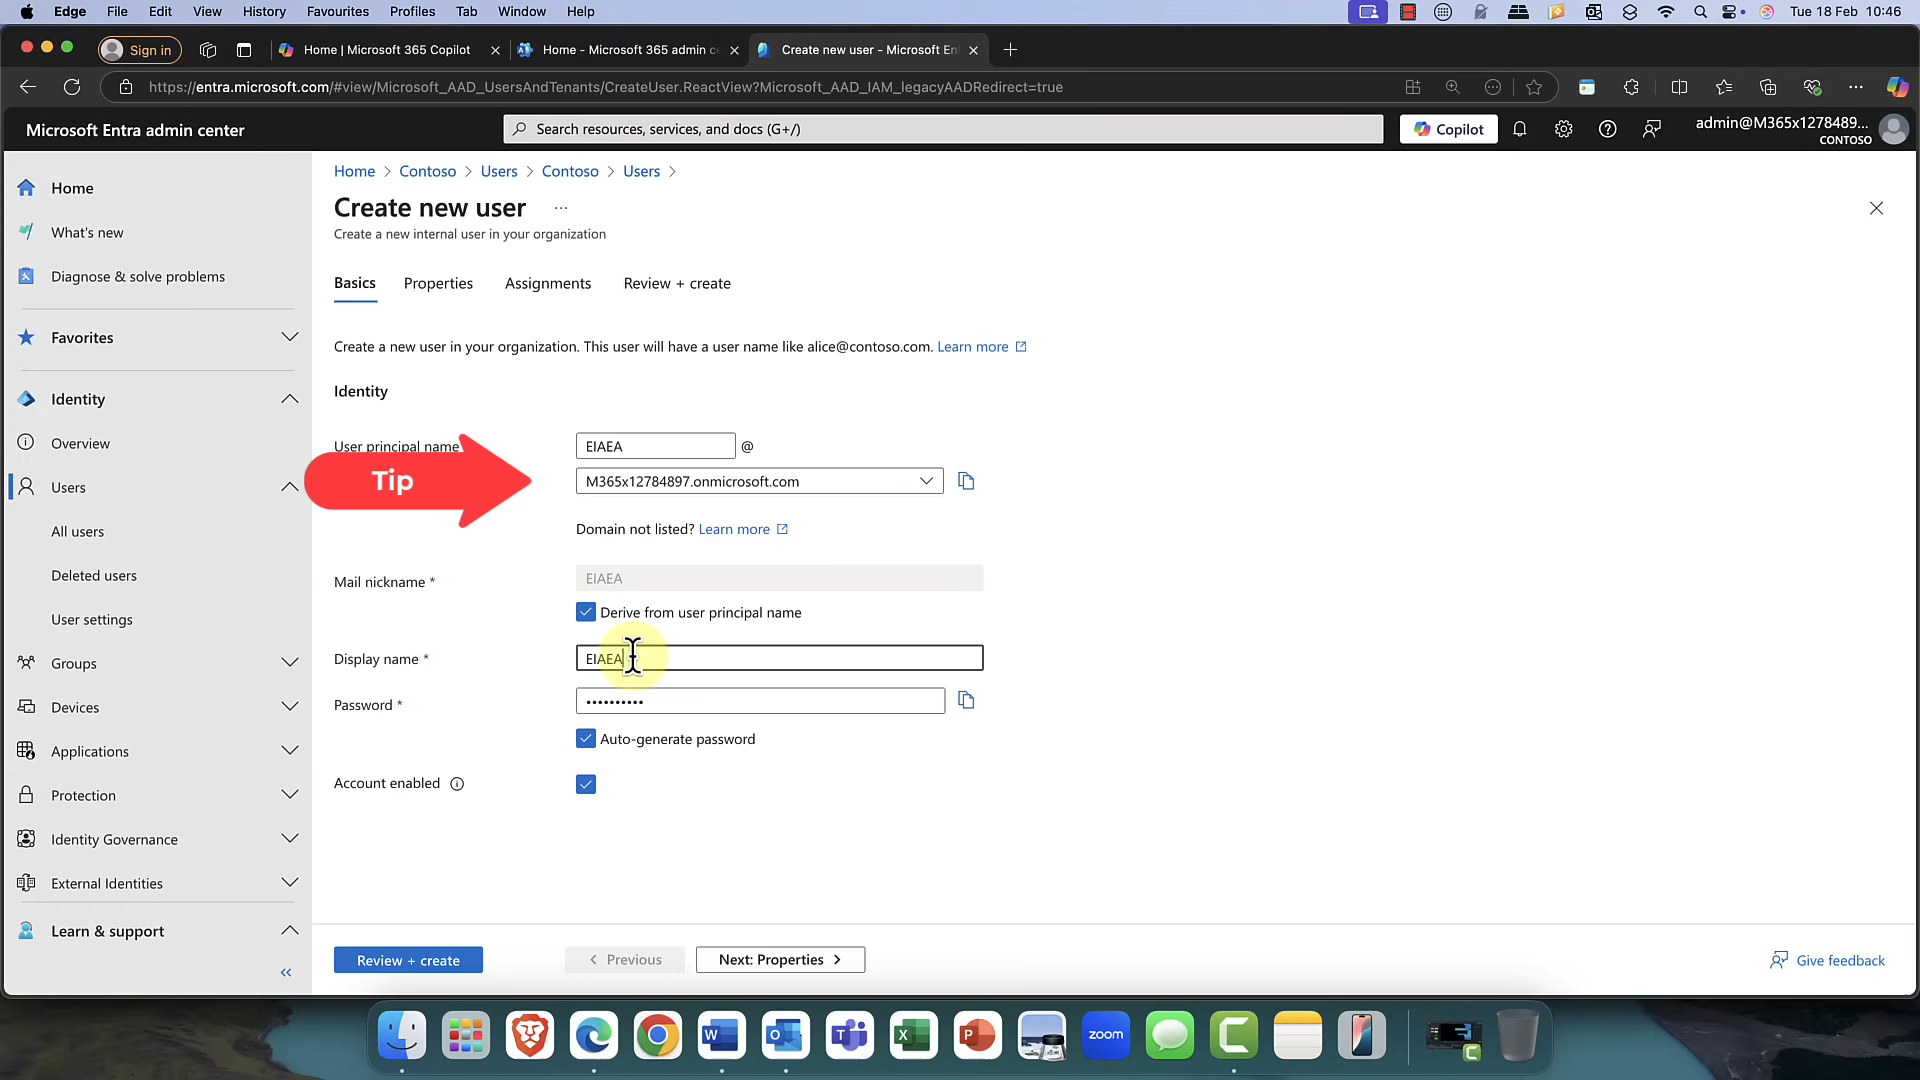 Edge File Edit View History Favourites Profiles Tab Window Help
Tue 18 Feb 10:46
Sign in
Home | Microsoft 365 Copilot
Home - Microsoft 365 admin ce
Create new user - Microsoft En
https://entra.microsoft.com/#view/Microsoft_AAD_UsersAndTenants/CreateUser.ReactView?Microsoft_AAD_IAM_legacyAADRedirect=true
Microsoft Entra admin center
Search resources, services, and docs (G+/)
Copilot
admin@M365x1278489...
CONTOSO
Home
What's new
Diagnose & solve problems
Favorites
Identity
Overview
Users
All users
Deleted users
User settings
Groups
Devices
Applications
Protection
Identity Governance
External Identities
Learn & support
Home > Contoso > Users > Contoso > Users >
Create new user ...
Create a new internal user in your organization
Basics Properties Assignments Review + create
Create a new user in your organization. This user will have a user name like alice@contoso.com. Learn more
Identity
User principal name
EIAEA @
Tip
M365x12784897.onmicrosoft.com
Domain not listed? Learn more
Mail nickname *
EIAEA
Derive from user principal name
Display name *
EIAEA
Password *
••••••••••
Auto-generate password
Account enabled
Review + create
< Previous
Next: Properties >
Give feedback
zoom